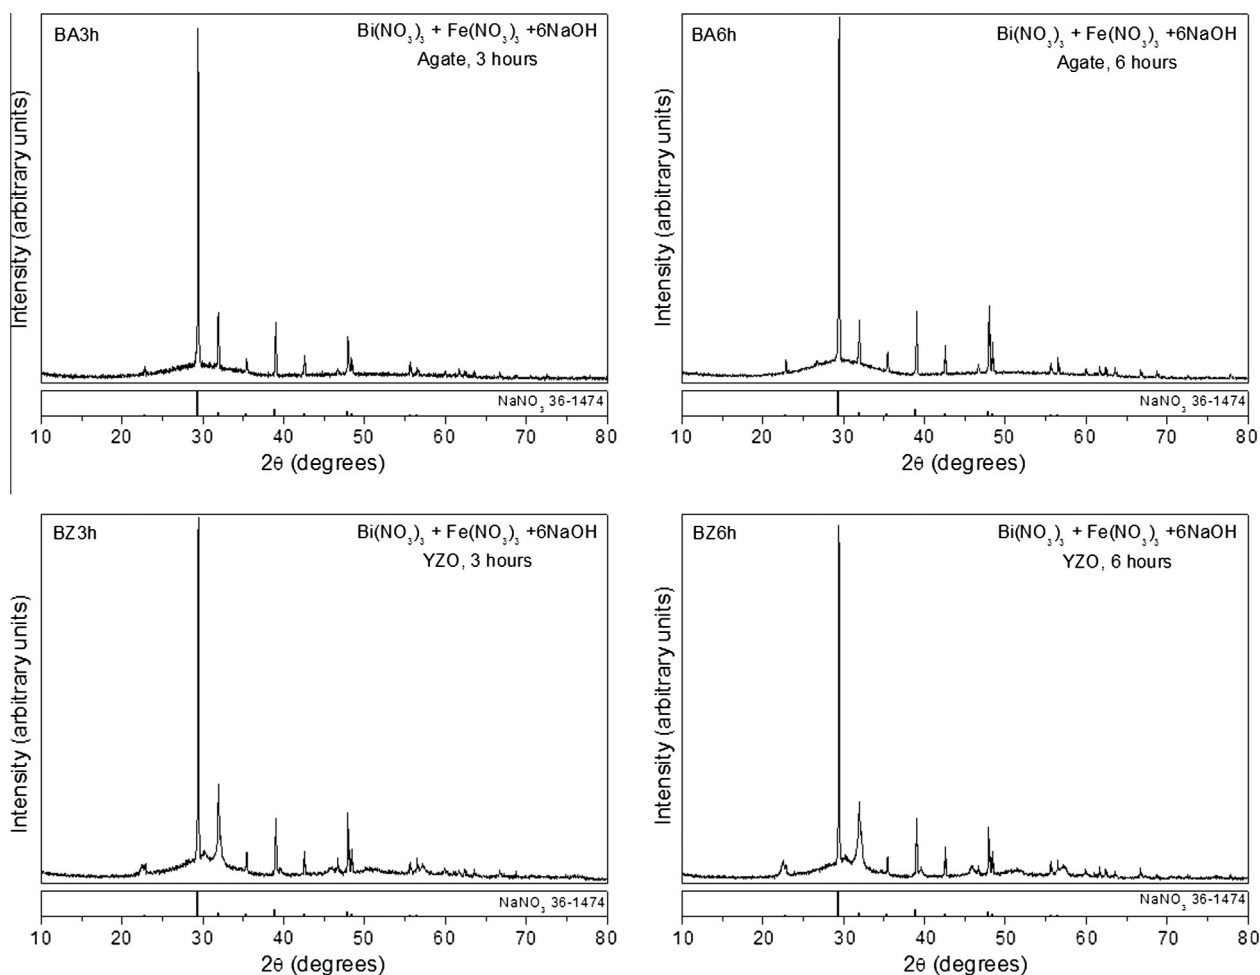 BA3h
Bi(NO₃)₃ + Fe(NO₃)₃ +6NaOH
Agate, 3 hours
Intensity (arbitrary units)
NaNO₃ 36-1474
10 20 30 40 50 60 70 80
2θ (degrees)
BA6h
Bi(NO₃)₃ + Fe(NO₃)₃ +6NaOH
Agate, 6 hours
Intensity (arbitrary units)
NaNO₃ 36-1474
10 20 30 40 50 60 70 80
2θ (degrees)
BZ3h
Bi(NO₃)₃ + Fe(NO₃)₃ +6NaOH
YZO, 3 hours
Intensity (arbitrary units)
NaNO₃ 36-1474
10 20 30 40 50 60 70 80
2θ (degrees)
BZ6h
Bi(NO₃)₃ + Fe(NO₃)₃ +6NaOH
YZO, 6 hours
Intensity (arbitrary units)
NaNO₃ 36-1474
10 20 30 40 50 60 70 80
2θ (degrees)